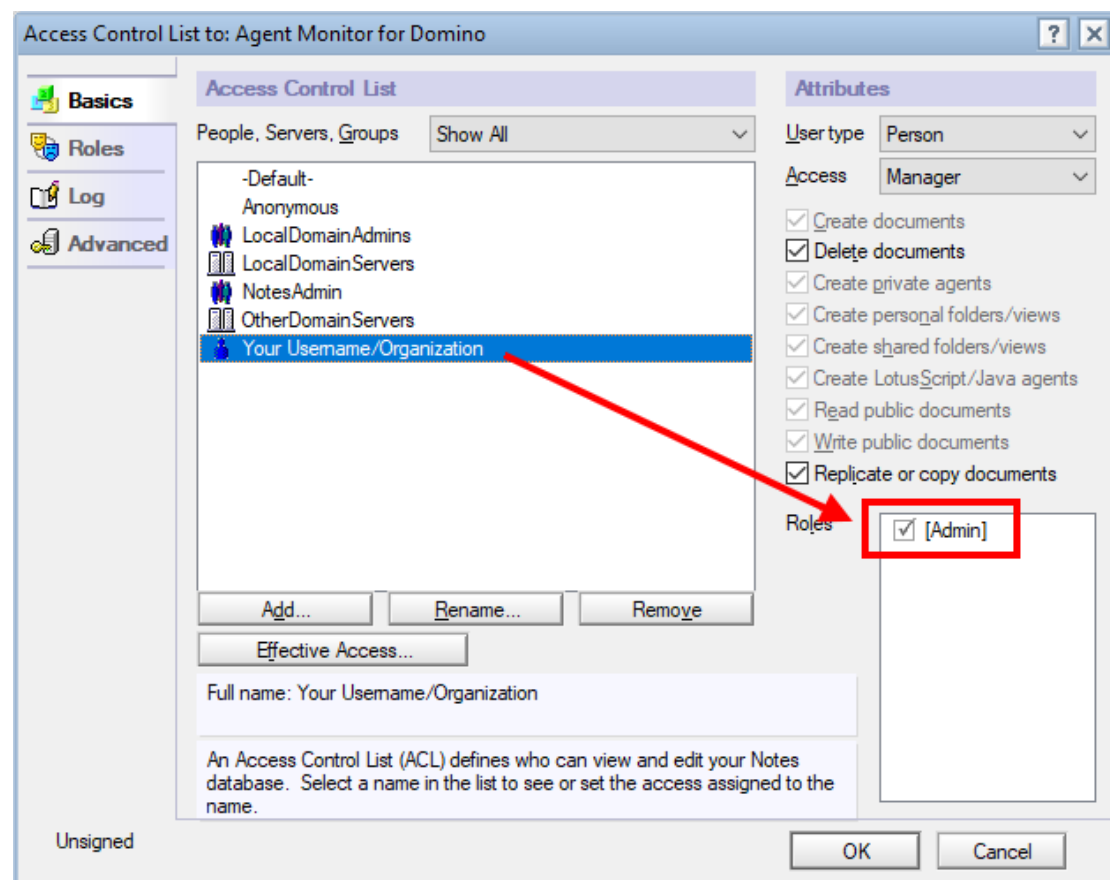 Access Control List to: Agent Monitor for Domino
?
Basics
Roles
Log
Advanced
Access Control List
People, Servers, Groups
Show All
-Default-
Anonymous
LocalDomainAdmins
LocalDomainServers
NotesAdmin
OtherDomainServers
Your Username/Organization
Add...
Rename...
Remove
Effective Access...
Full name: Your Username/Organization
An Access Control List (ACL) defines who can view and edit your Notes
database. Select a name in the list to see or set the access assigned to the
name.
Attributes
User type
Person
Access
Manager
Create documents
Delete documents
Create private agents
Create personal folders/views
Create shared folders/views
Create LotusScript/Java agents
Read public documents
Write public documents
Replicate or copy documents
Roles
[Admin]
Unsigned
OK
Cancel